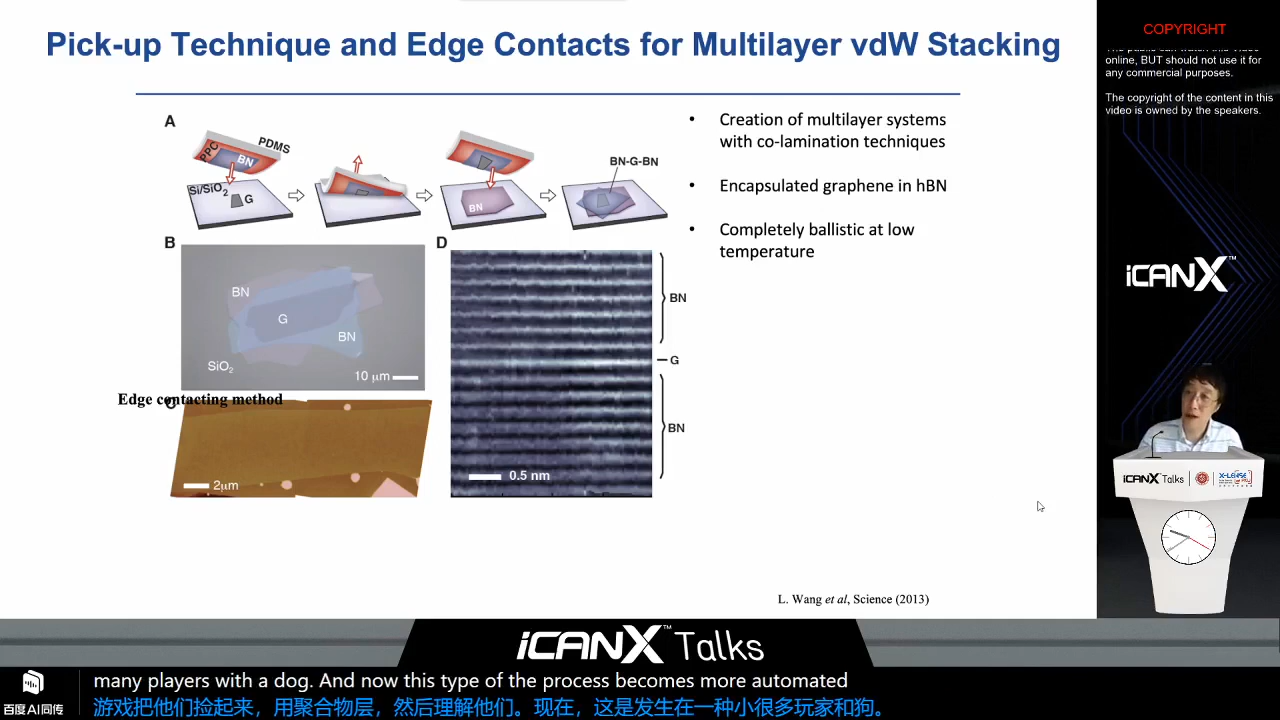 Pick-up Technique and Edge Contacts for Multilayer vdW Stacking
A
PPC
BN
PDMS
Si/SiO2
G
BN
BN-G-BN
B
BN
G
BN
SiO2
10 μm
Edge contacting method
C
2μm
D
BN
G
BN
0.5 nm
• Creation of multilayer systems
with co-lamination techniques
• Encapsulated graphene in hBN
• Completely ballistic at low
temperature
L. Wang et al, Science (2013)
COPYRIGHT
online, BUT should not use it for
any commercial purposes.
The copyright of the content in this
video is owned by the speakers.
iCANX™
iCANX Talks
X-LENSE
iCANX™ Talks
百度AI同传
many players with a dog. And now this type of the process becomes more automated
游戏把他们捡起来，用聚合物层，然后理解他们。现在，这是发生在一种小很多玩家和狗。